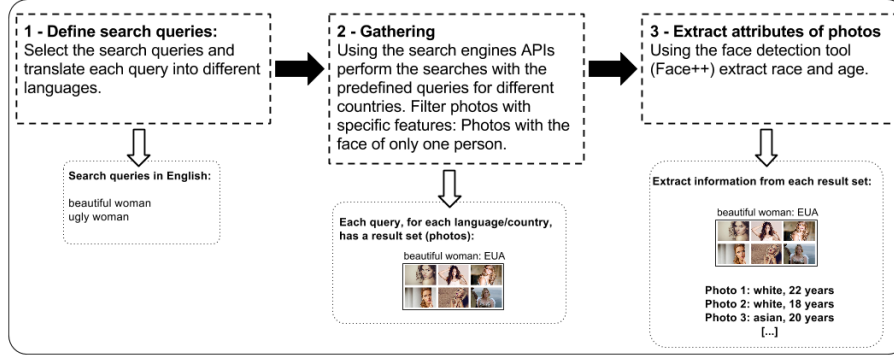 1 - Define search queries:
Select the search queries and
translate each query into different
languages.
2 - Gathering
Using the search engines APIs
perform the searches with the
predefined queries for different
countries. Filter photos with
specific features: Photos with the
face of only one person.
3 - Extract attributes of photos
Using the face detection tool
(Face++) extract race and age.
Search queries in English:
beautiful woman
ugly woman
Each query, for each language/country,
has a result set (photos):
beautiful woman: EUA
Extract information from each result set:
beautiful woman: EUA
Photo 1: white, 22 years
Photo 2: white, 18 years
Photo 3: asian, 20 years
[...]